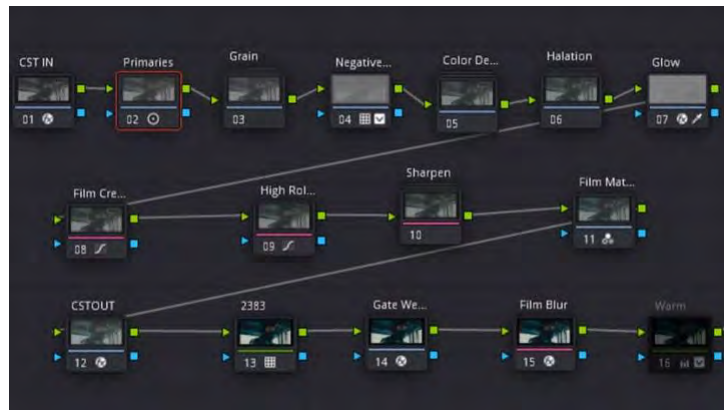 CST IN
Primaries
Grain
Negative...
Color De...
Halation
Glow
01
02
03
04
05
06
07
Film Cre...
High Rol...
Sharpen
Film Mat...
08
09
10
11
CSTOUT
2383
Gate We...
Film Blur
Warm
12
13
14
15
16